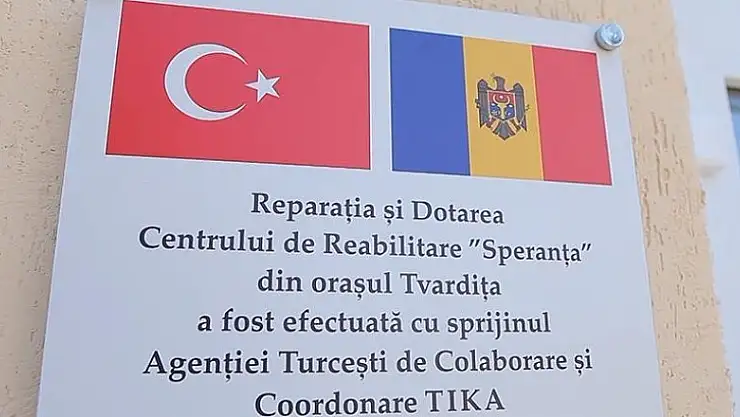 Reparația și Dotarea
Centrului de Reabilitare ”Speranța”
din orașul Tvardița
a fost efectuată cu sprijinul
Agenției Turcești de Colaborare și
Coordonare TIKA